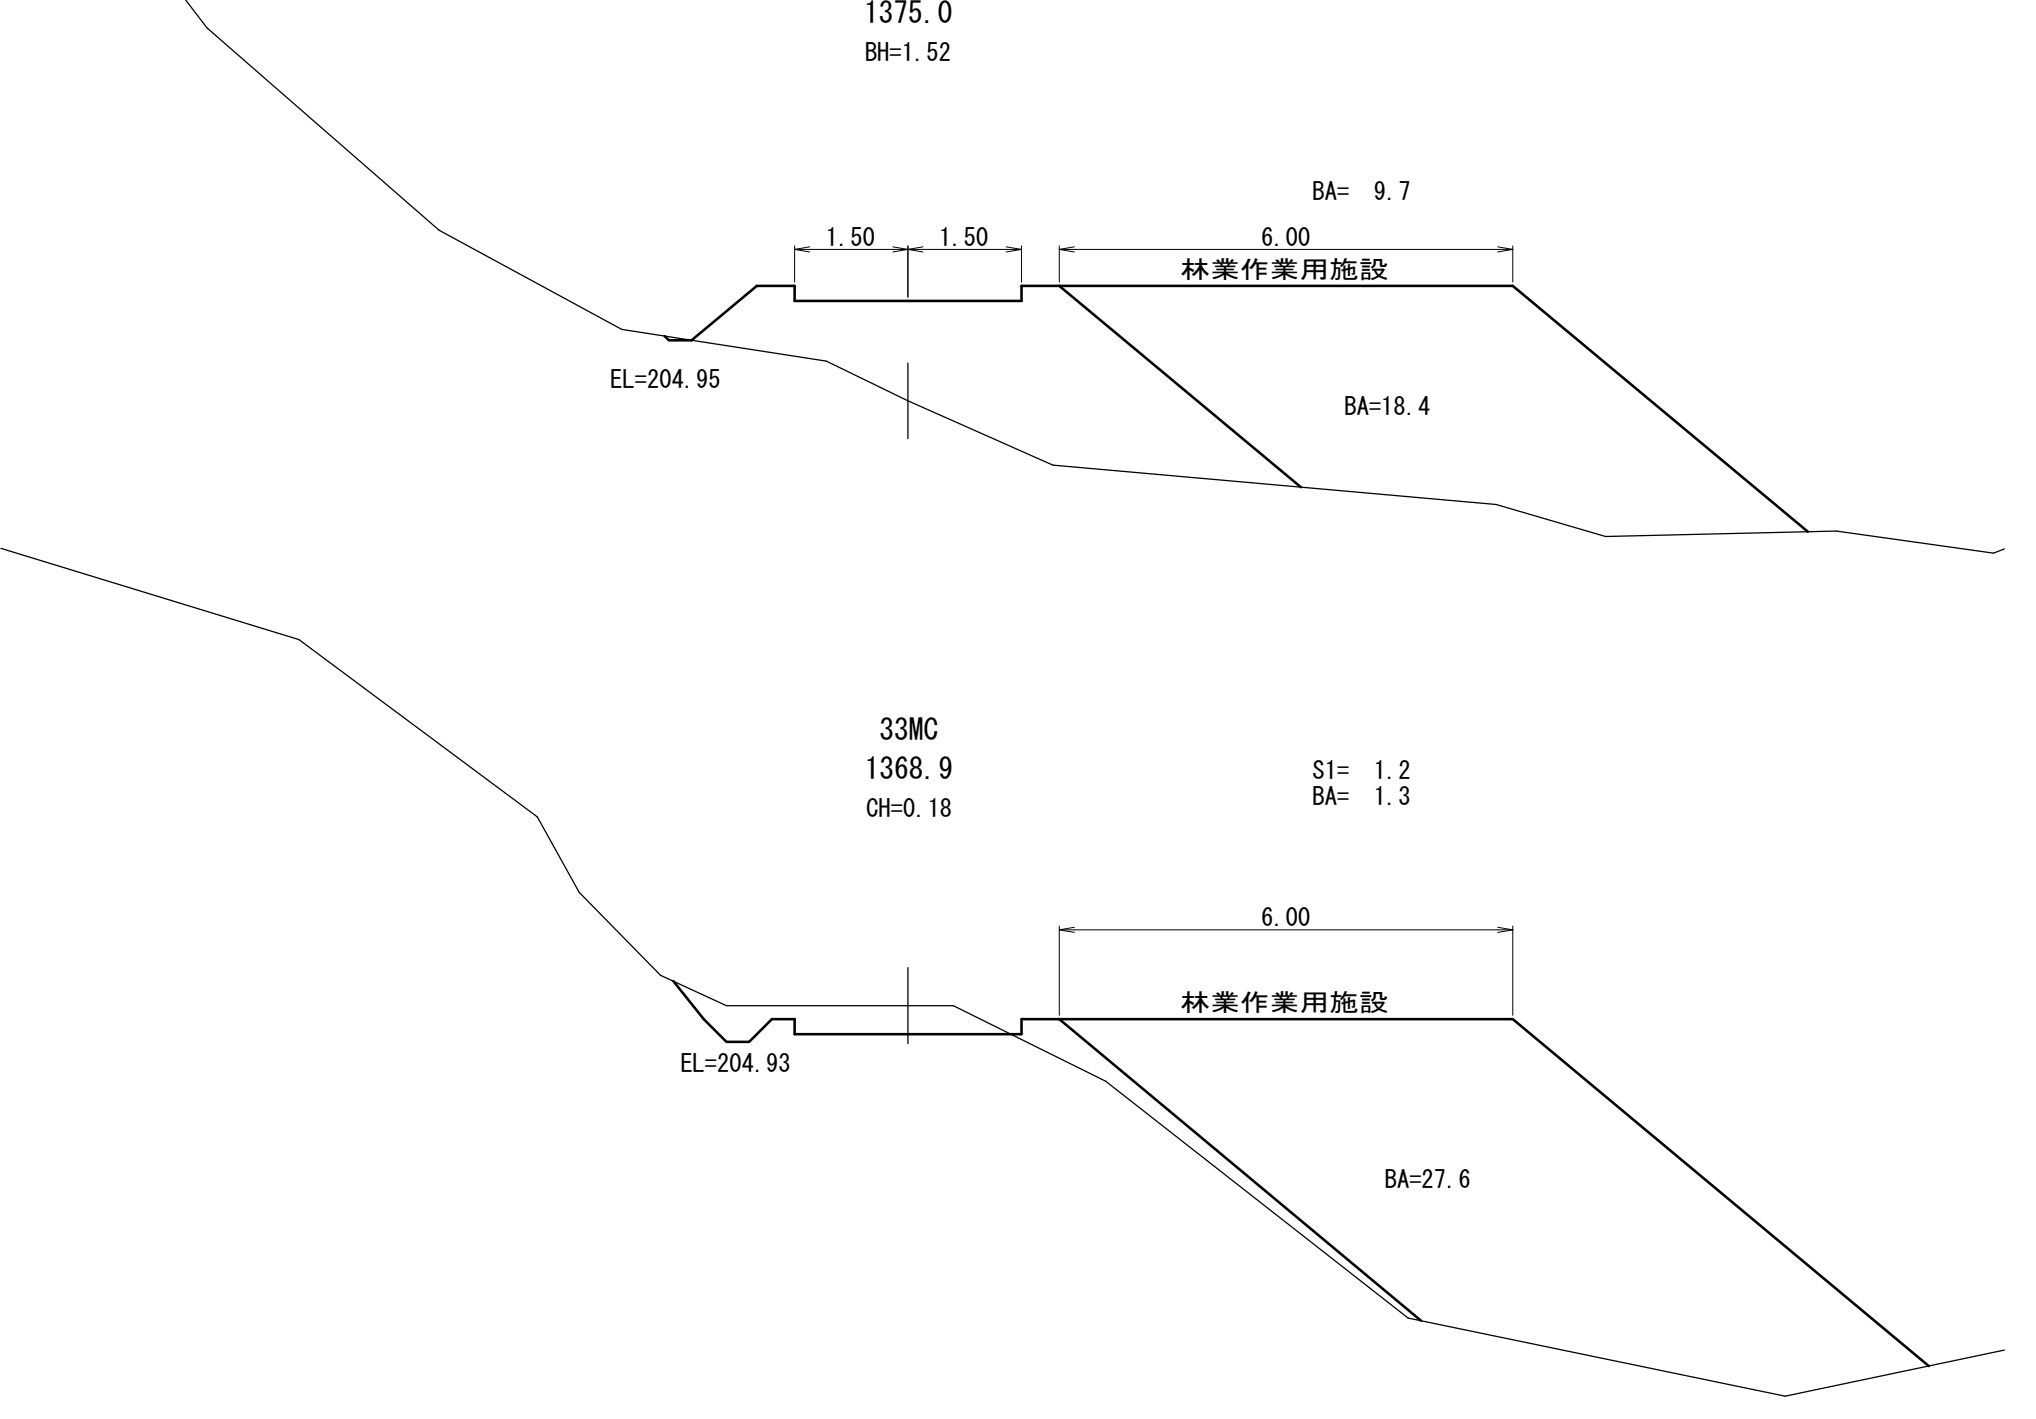 1375.0
BH=1.52
BA= 9.7
1.50 1.50 6.00
林業作業用施設
EL=204.95
BA=18.4
33MC
1368.9
CH=0.18
S1= 1.2
BA= 1.3
6.00
林業作業用施設
EL=204.93
BA=27.6